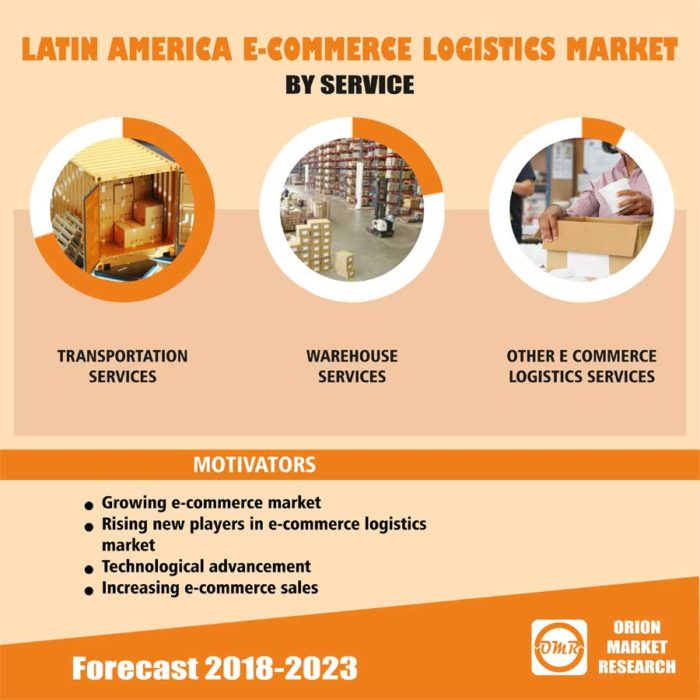 LATIN AMERICA E-COMMERCE LOGISTICS MARKET
BY SERVICE
TRANSPORTATION
SERVICES
WAREHOUSE
SERVICES
OTHER E COMMERCE
LOGISTICS SERVICES
MOTIVATORS
● Growing e-commerce market
● Rising new players in e-commerce logistics
market
● Technological advancement
● Increasing e-commerce sales
Forecast 2018-2023
OMR
ORION
MARKET
RESEARCH